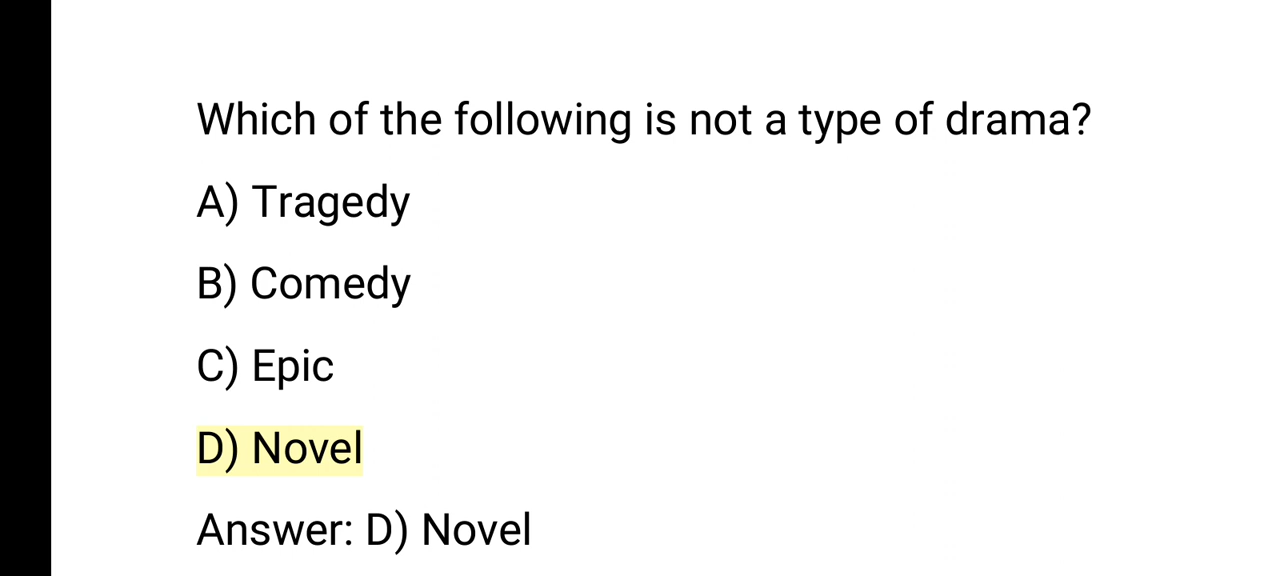 Which of the following is not a type of drama?
A) Tragedy
B) Comedy
C) Epic
D) Novel
Answer: D) Novel